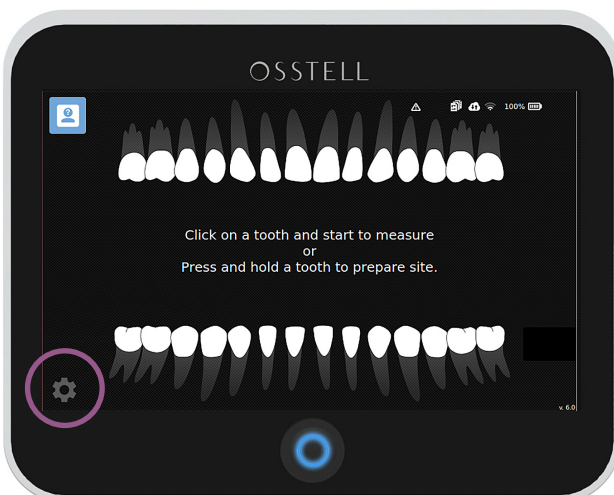 OSSTELL
100%
Click on a tooth and start to measure
or
Press and hold a tooth to prepare site.
v. 6.0